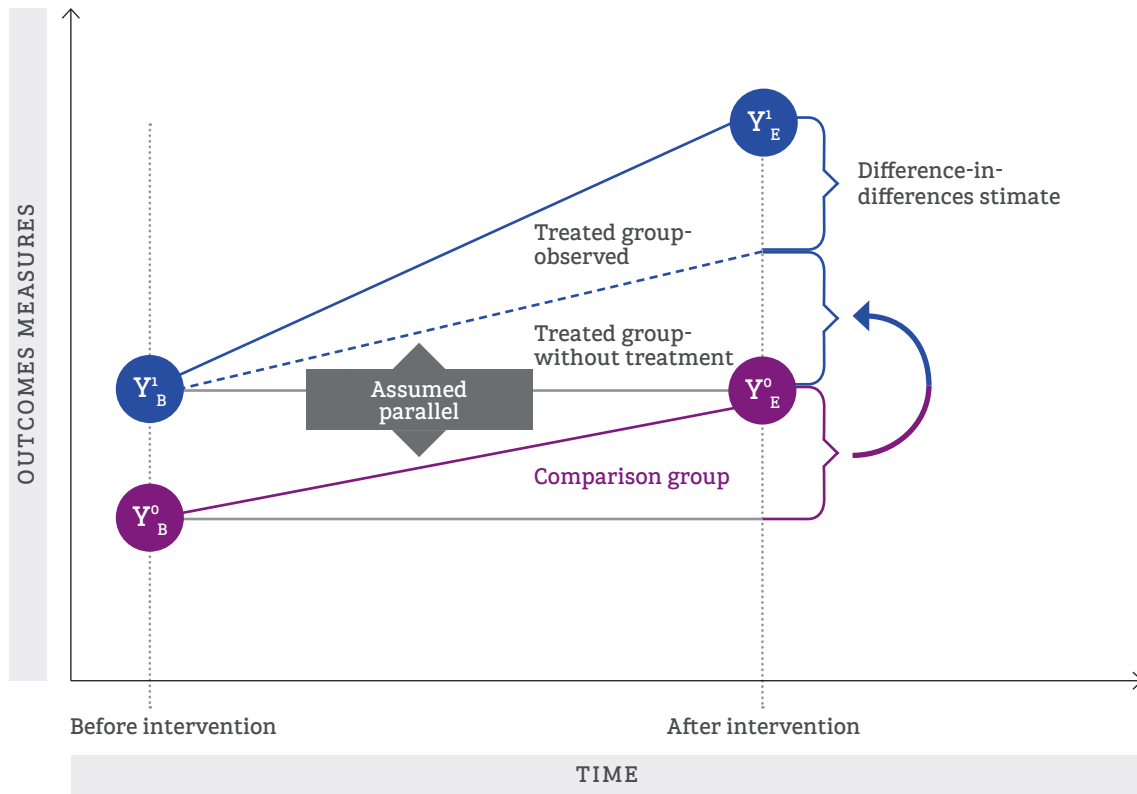 OUTCOMES MEASURES
Y¹E
Difference-in-
differences stimate
Treated group-
observed
Treated group-
without treatment
Y¹B
Assumed
parallel
Y⁰E
Comparison group
Y⁰B
Before intervention
After intervention
TIME